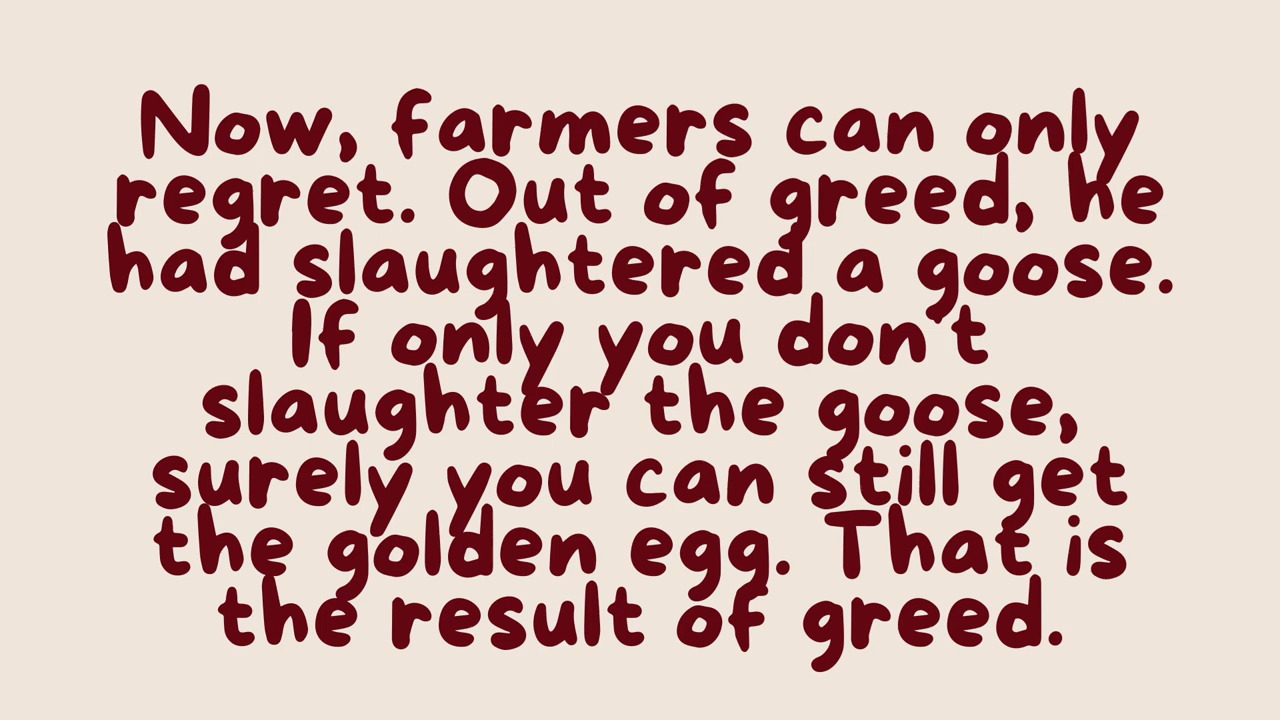 Now, farmers can only
regret. Out of greed, he
had slaughtered a goose.
If only you don't
slaughter the goose,
surely you can still get
the golden egg. That is
the result of greed.